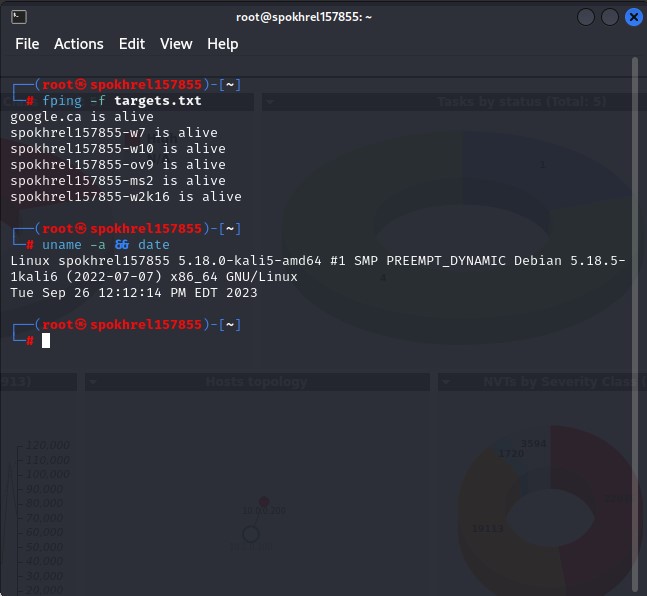 root@spokhrel157855: ~
File Actions Edit View Help
┌──(root㉿spokhrel157855)-[~]
└─# fping -f targets.txt
Tasks by status (Total: 5)
google.ca is alive
spokhrel157855-w7 is alive
spokhrel157855-w10 is alive
spokhrel157855-ov9 is alive
spokhrel157855-ms2 is alive
spokhrel157855-w2k16 is alive
┌──(root㉿spokhrel157855)-[~]
└─# uname -a && date
Linux spokhrel157855 5.18.0-kali5-amd64 #1 SMP PREEMPT_DYNAMIC Debian 5.18.5-
1kali6 (2022-07-07) x86_64 GNU/Linux
Tue Sep 26 12:12:14 PM EDT 2023
┌──(root㉿spokhrel157855)-[~]
└─#
913)
Hosts topology
NVTs by Severity Class
120,000
110,000
100,000
90,000
80,000
70,000
60,000
50,000
40,000
30,000
20,000
3594
1720